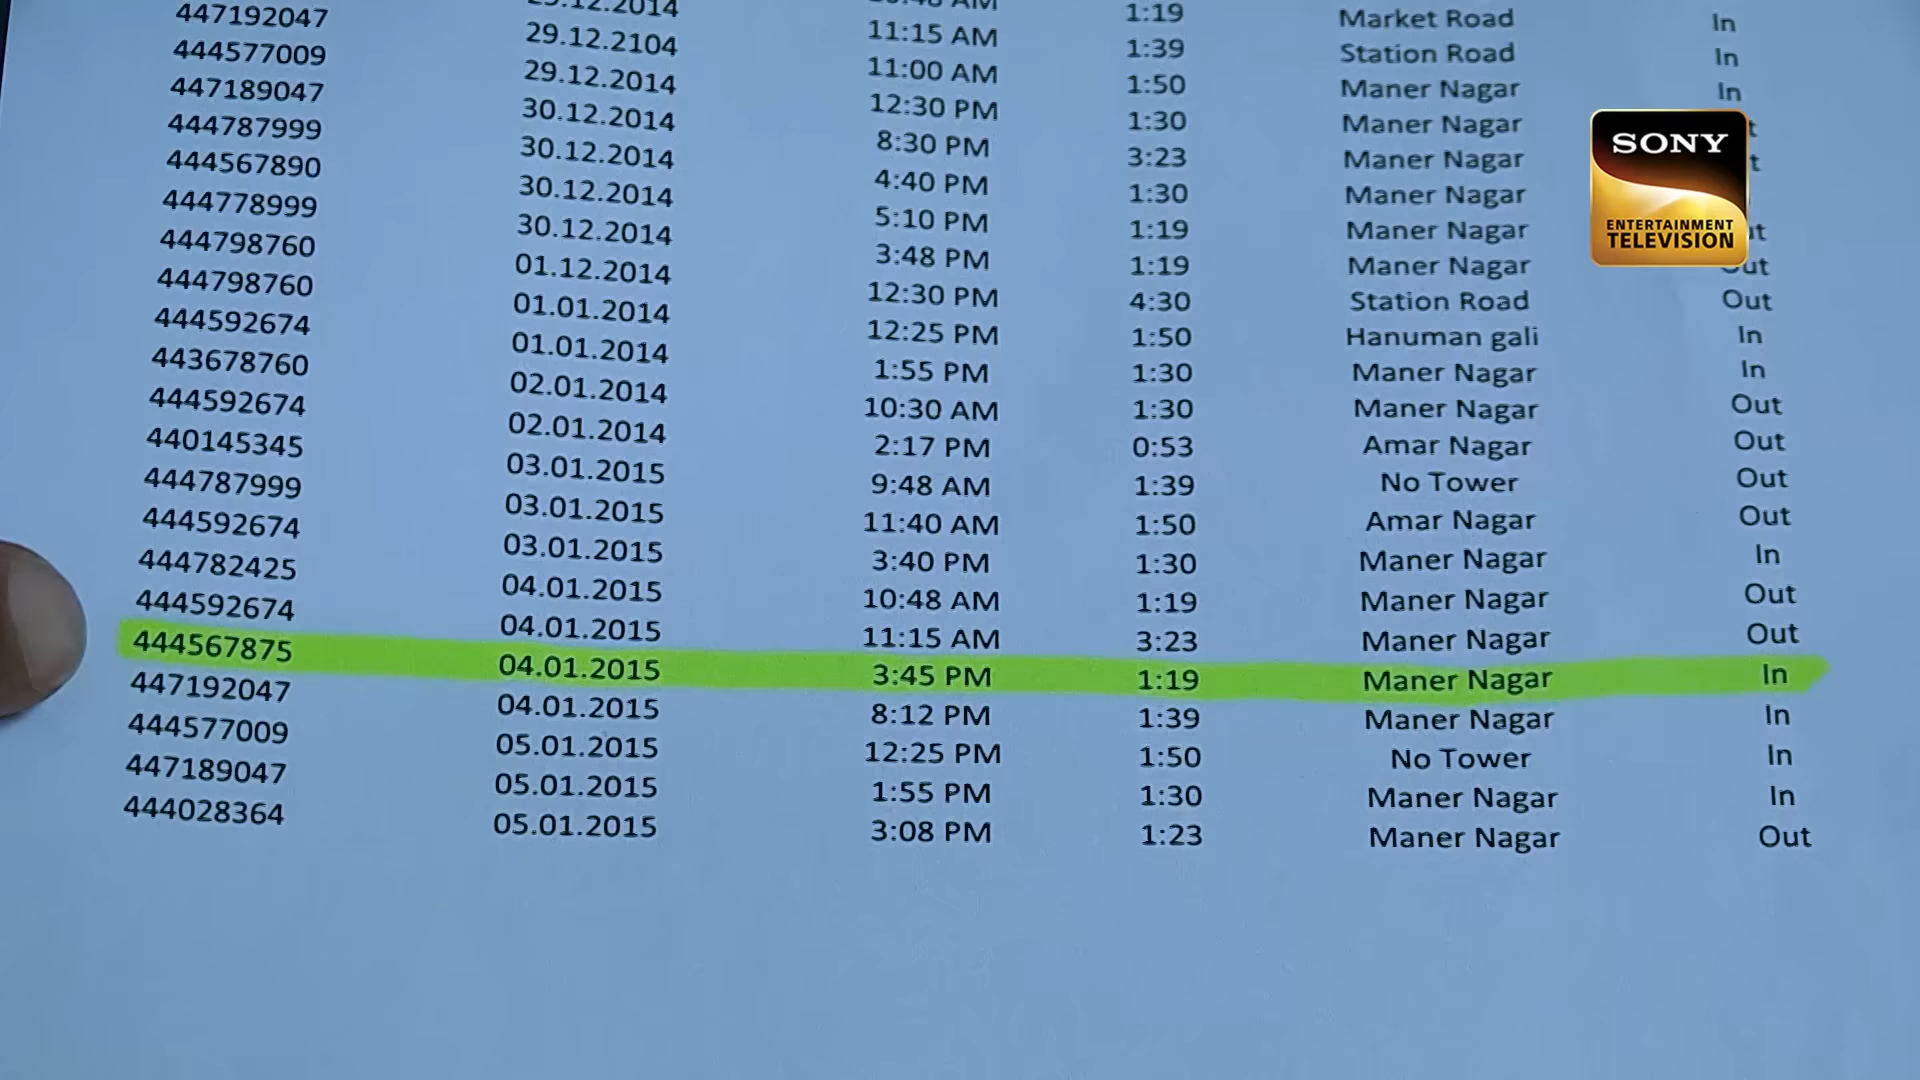 1:19 Market Road In
11:15 AM 1:39 Station Road In
447192047 29.12.2104 11:00 AM 1:50 Maner Nagar In
444577009 29.12.2014 12:30 PM 1:30 Maner Nagar
447189047 30.12.2014 8:30 PM 3:23 Maner Nagar
444787999 30.12.2014 4:40 PM 1:30 Maner Nagar
444567890 30.12.2014 5:10 PM 1:19 Maner Nagar
444778999 30.12.2014 3:48 PM 1:19 Maner Nagar Out
444798760 01.12.2014 12:30 PM 4:30 Station Road Out
444798760 01.01.2014 12:25 PM 1:50 Hanuman gali In
444592674 01.01.2014 1:55 PM 1:30 Maner Nagar In
443678760 02.01.2014 10:30 AM 1:30 Maner Nagar Out
444592674 02.01.2014 2:17 PM 0:53 Amar Nagar Out
440145345 03.01.2015 9:48 AM 1:39 No Tower Out
444787999 03.01.2015 11:40 AM 1:50 Amar Nagar Out
444592674 03.01.2015 3:40 PM 1:30 Maner Nagar In
444782425 04.01.2015 10:48 AM 1:19 Maner Nagar Out
444592674 04.01.2015 11:15 AM 3:23 Maner Nagar Out
444567875 04.01.2015 3:45 PM 1:19 Maner Nagar In
447192047 04.01.2015 8:12 PM 1:39 Maner Nagar In
444577009 05.01.2015 12:25 PM 1:50 No Tower In
447189047 05.01.2015 1:55 PM 1:30 Maner Nagar In
444028364 05.01.2015 3:08 PM 1:23 Maner Nagar Out
SONY
ENTERTAINMENT
TELEVISION